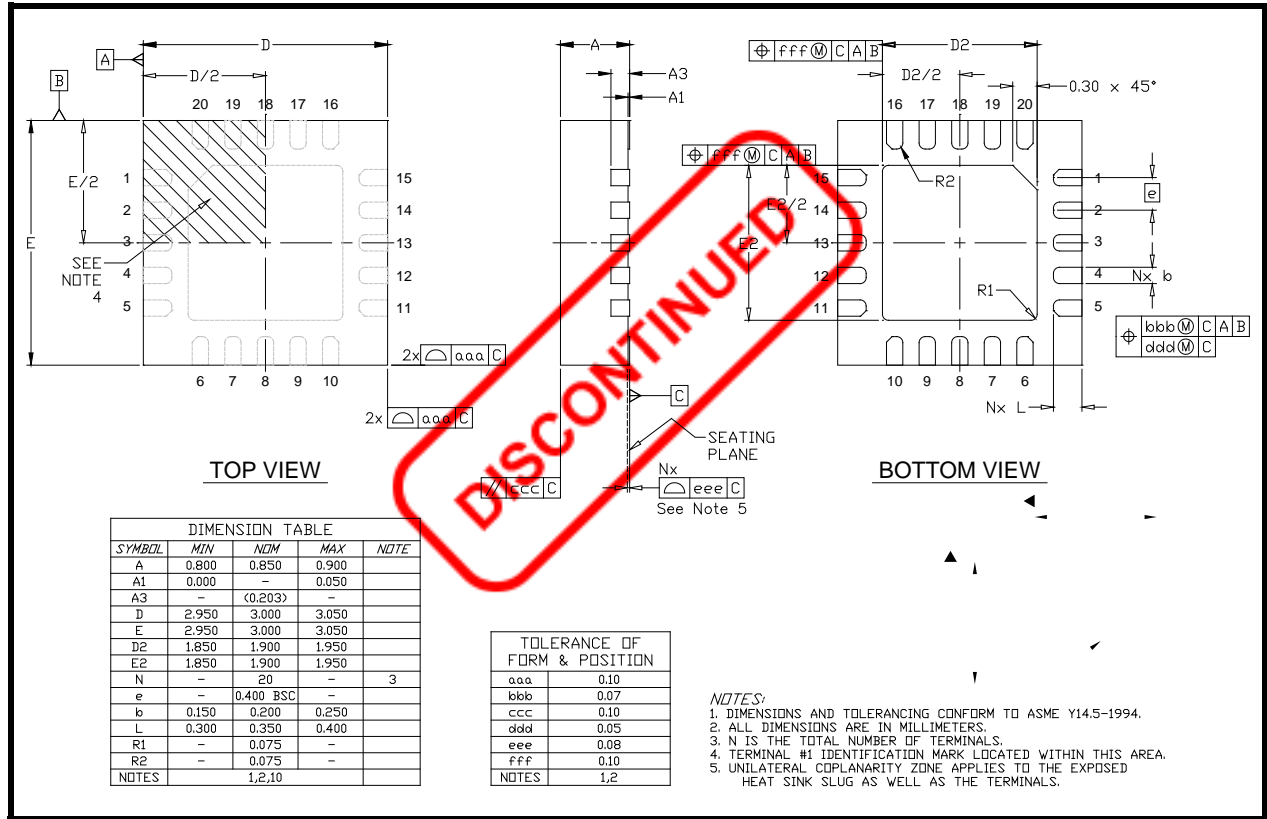 A
B
D
D/2
20 19 18 17 16
E/2
E
1
2
3
4
5
15
14
13
12
11
6 7 8 9 10
SEE
NOTE
4
2x aaa C
2x aaa C
TOP VIEW
A
A3
A1
C
SEATING
PLANE
// ccc C
Nx
eee C
See Note 5
DISCONTINUED
fff Ⓜ C A B
D2
D2/2
0.30 x 45°
16 17 18 19 20
fff Ⓜ C A B
E2/2
E2
R2
R1
15
14
13
12
11
1
2
3
4
5
e
Nx b
bbb Ⓜ C A B
ddd Ⓜ C
10 9 8 7 6
Nx L
BOTTOM VIEW
DIMENSION TABLE
SYMBOL MIN NOM MAX NOTE
A 0.800 0.850 0.900
A1 0.000 – 0.050
A3 – (0.203) –
D 2.950 3.000 3.050
E 2.950 3.000 3.050
D2 1.850 1.900 1.950
E2 1.850 1.900 1.950
N – 20 – 3
e – 0.400 BSC –
b 0.150 0.200 0.250
L 0.300 0.350 0.400
R1 – 0.075 –
R2 – 0.075 –
NOTES 1,2,10
TOLERANCE OF
FORM & POSITION
aaa 0.10
bbb 0.07
ccc 0.10
ddd 0.05
eee 0.08
fff 0.10
NOTES 1,2
NOTES:
1. DIMENSIONS AND TOLERANCING CONFORM TO ASME Y14.5-1994.
2. ALL DIMENSIONS ARE IN MILLIMETERS.
3. N IS THE TOTAL NUMBER OF TERMINALS.
4. TERMINAL #1 IDENTIFICATION MARK LOCATED WITHIN THIS AREA.
5. UNILATERAL COPLANARITY ZONE APPLIES TO THE EXPOSED
HEAT SINK SLUG AS WELL AS THE TERMINALS.